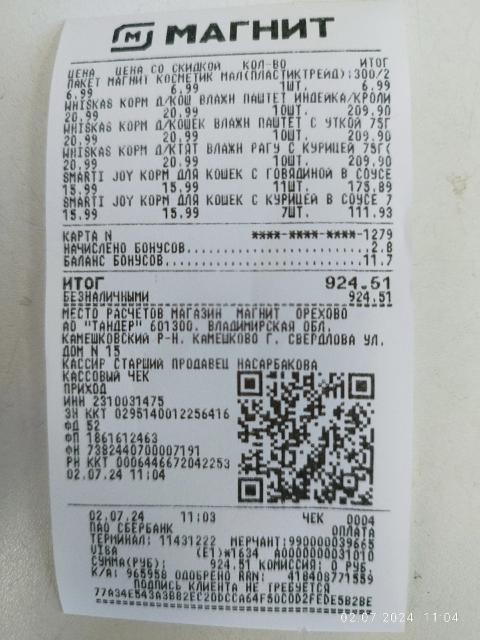 МАГНИТ
ЦЕНА ЦЕНА СО СКИДКОЙ КОЛ-ВО ИТОГ
ПАКЕТ МАГНИТ КОСМЕТИК МАЛ(ПЛАСТИКТРЕЙД):300/2
6.99 6.99 1ШТ. 6.99
WHISKAS КОРМ Д/КОШ ВЛАЖН ПАШТЕТ ИНДЕЙКА/КРОЛИ
20.99 20.99 10ШТ. 209.90
WHISKAS КОРМ Д/КОШЕК ВЛАЖН ПАШТЕТ С УТКОЙ 75Г
20.99 20.99 10ШТ. 209.90
WHISKAS КОРМ Д/КТЯТ ВЛАЖН РАГУ С КУРИЦЕЙ 75Г(
20.99 20.99 10ШТ. 209.90
SMARTI JOY КОРМ ДЛЯ КОШЕК С ГОВЯДИНОЙ В СОУСЕ
15.99 15.99 11ШТ. 175.89
SMARTI JOY КОРМ ДЛЯ КОШЕК С КУРИЦЕЙ В СОУСЕ 7
15.99 15.99 7ШТ. 111.93
КАРТА N ****-****-****-1279
НАЧИСЛЕНО БОНУСОВ 2.8
БАЛАНС БОНУСОВ 11.7
ИТОГ 924.51
БЕЗНАЛИЧНЫМИ 924.51
МЕСТО РАСЧЕТОВ МАГАЗИН МАГНИТ ОРЕХОВО
АО "ТАНДЕР" 601300, ВЛАДИМИРСКАЯ ОБЛ,
КАМЕШКОВСКИЙ Р-Н, КАМЕШКОВО Г, СВЕРДЛОВА УЛ,
ДОМ N 15
КАССИР СТАРШИЙ ПРОДАВЕЦ НАСАРБАКОВА
КАССОВЫЙ ЧЕК
ПРИХОД
ИНН 2310031475
ЗН ККТ 0295140012256416
ФД 52
ФП 1861612463
ФН 7382440700007191
РН ККТ 0006446672042253
02.07.24 11:04
02.07.24 11:03 ЧЕК 0004
ПАО СБЕРБАНК ОПЛАТА
ТЕРМИНАЛ: 11431222 МЕРЧАНТ:990000039665
VISA (E1)*1634 A0000000031010
СУММА(РУБ): 924.51 КОМИССИЯ: 0 РУБ.
К/А: 965558 ОДОБРЕНО RRN: 418408771559
ПОДПИСЬ КЛИЕНТА НЕ ТРЕБУЕТСЯ
02.07.2024 11:04